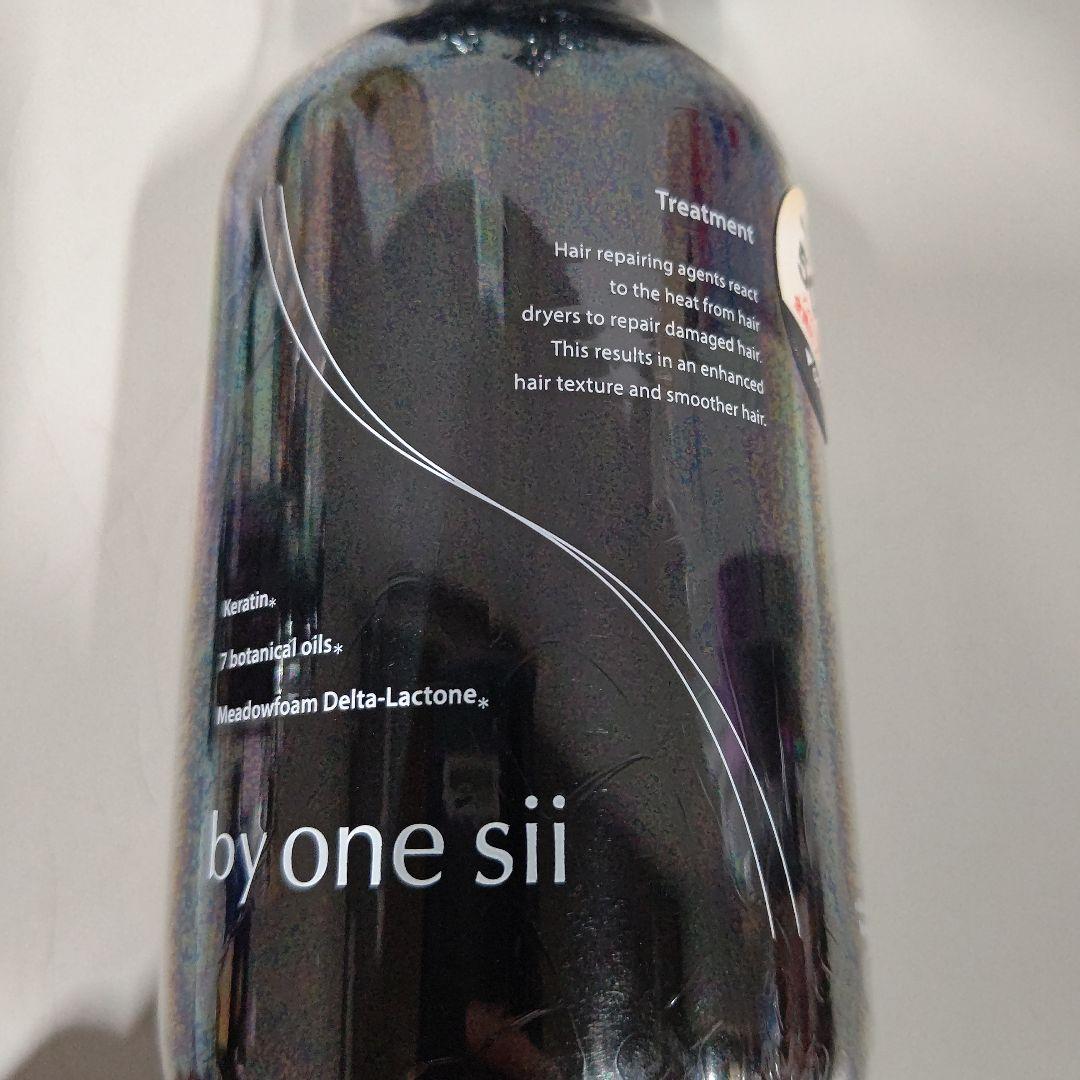 Treatment
Hair repairing agents react
to the heat from hair
dryers to repair damaged hair.
This results in an enhanced
hair texture and smoother hair.
Keratin*
7 botanical oils*
Meadowfoam Delta-Lactone*
by one sii